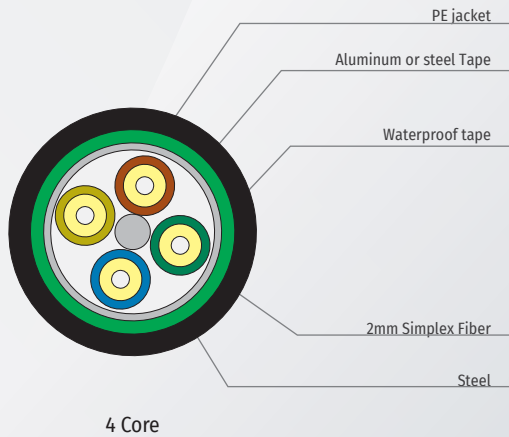 PE jacket
Aluminum or steel Tape
Waterproof tape
2mm Simplex Fiber
Steel
4 Core